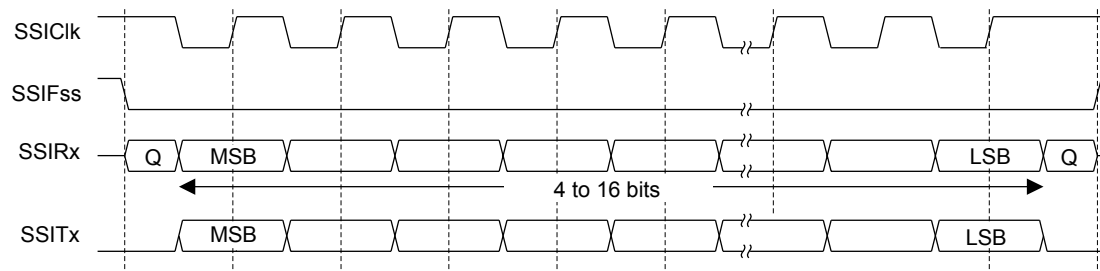 SSIClk
SSIFss
SSIRx Q MSB LSB Q
4 to 16 bits
SSITx MSB LSB